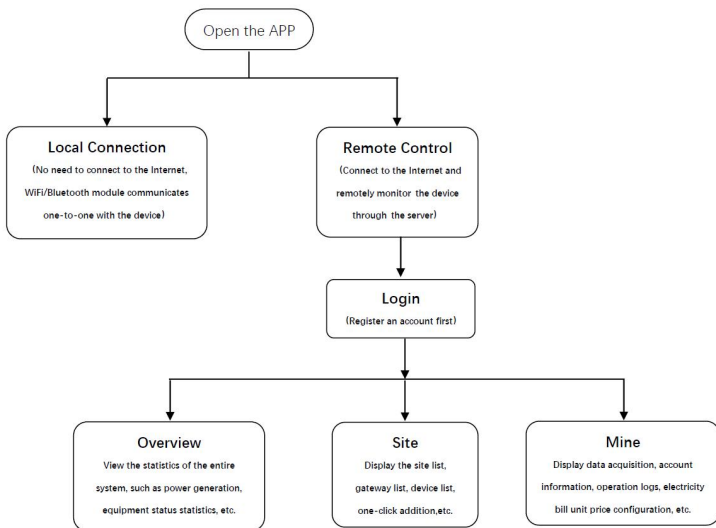 Open the APP
Local Connection
(No need to connect to the Internet,
WiFi/Bluetooth module communicates
one-to-one with the device)
Remote Control
(Connect to the Internet and
remotely monitor the device
through the server)
Login
(Register an account first)
Overview
View the statistics of the entire
system, such as power generation,
equipment status statistics, etc.
Site
Display the site list,
gateway list, device list,
one-click addition,etc.
Mine
Display data acquisition, account
information, operation logs, electricity
bill unit price configuration, etc.